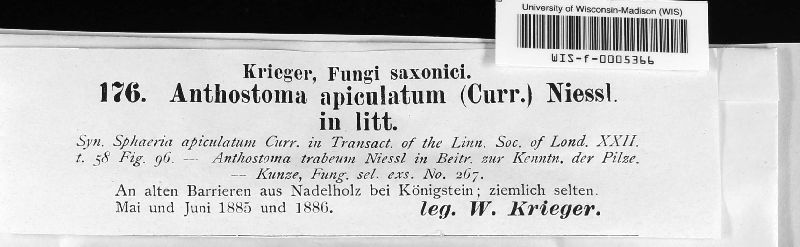 University of Wisconsin-Madison (WIS)
WIS-f-0005366
Krieger, Fungi saxonici.
176. Anthostoma apiculatum (Curr.) Niessl.
in litt.
Syn. Sphaeria apiculatum Curr. in Transact. of the Linn. Soc. of Lond. XXII.
t. 58 Fig. 96. — Anthostoma trabeum Niessl in Beitr. zur Kenntn. der Pilze.
— Kunze, Fung. sel. exs. No. 267.
An alten Barrieren aus Nadelholz bei Königstein; ziemlich selten.
Mai und Juni 1885 und 1886. leg. W. Krieger.